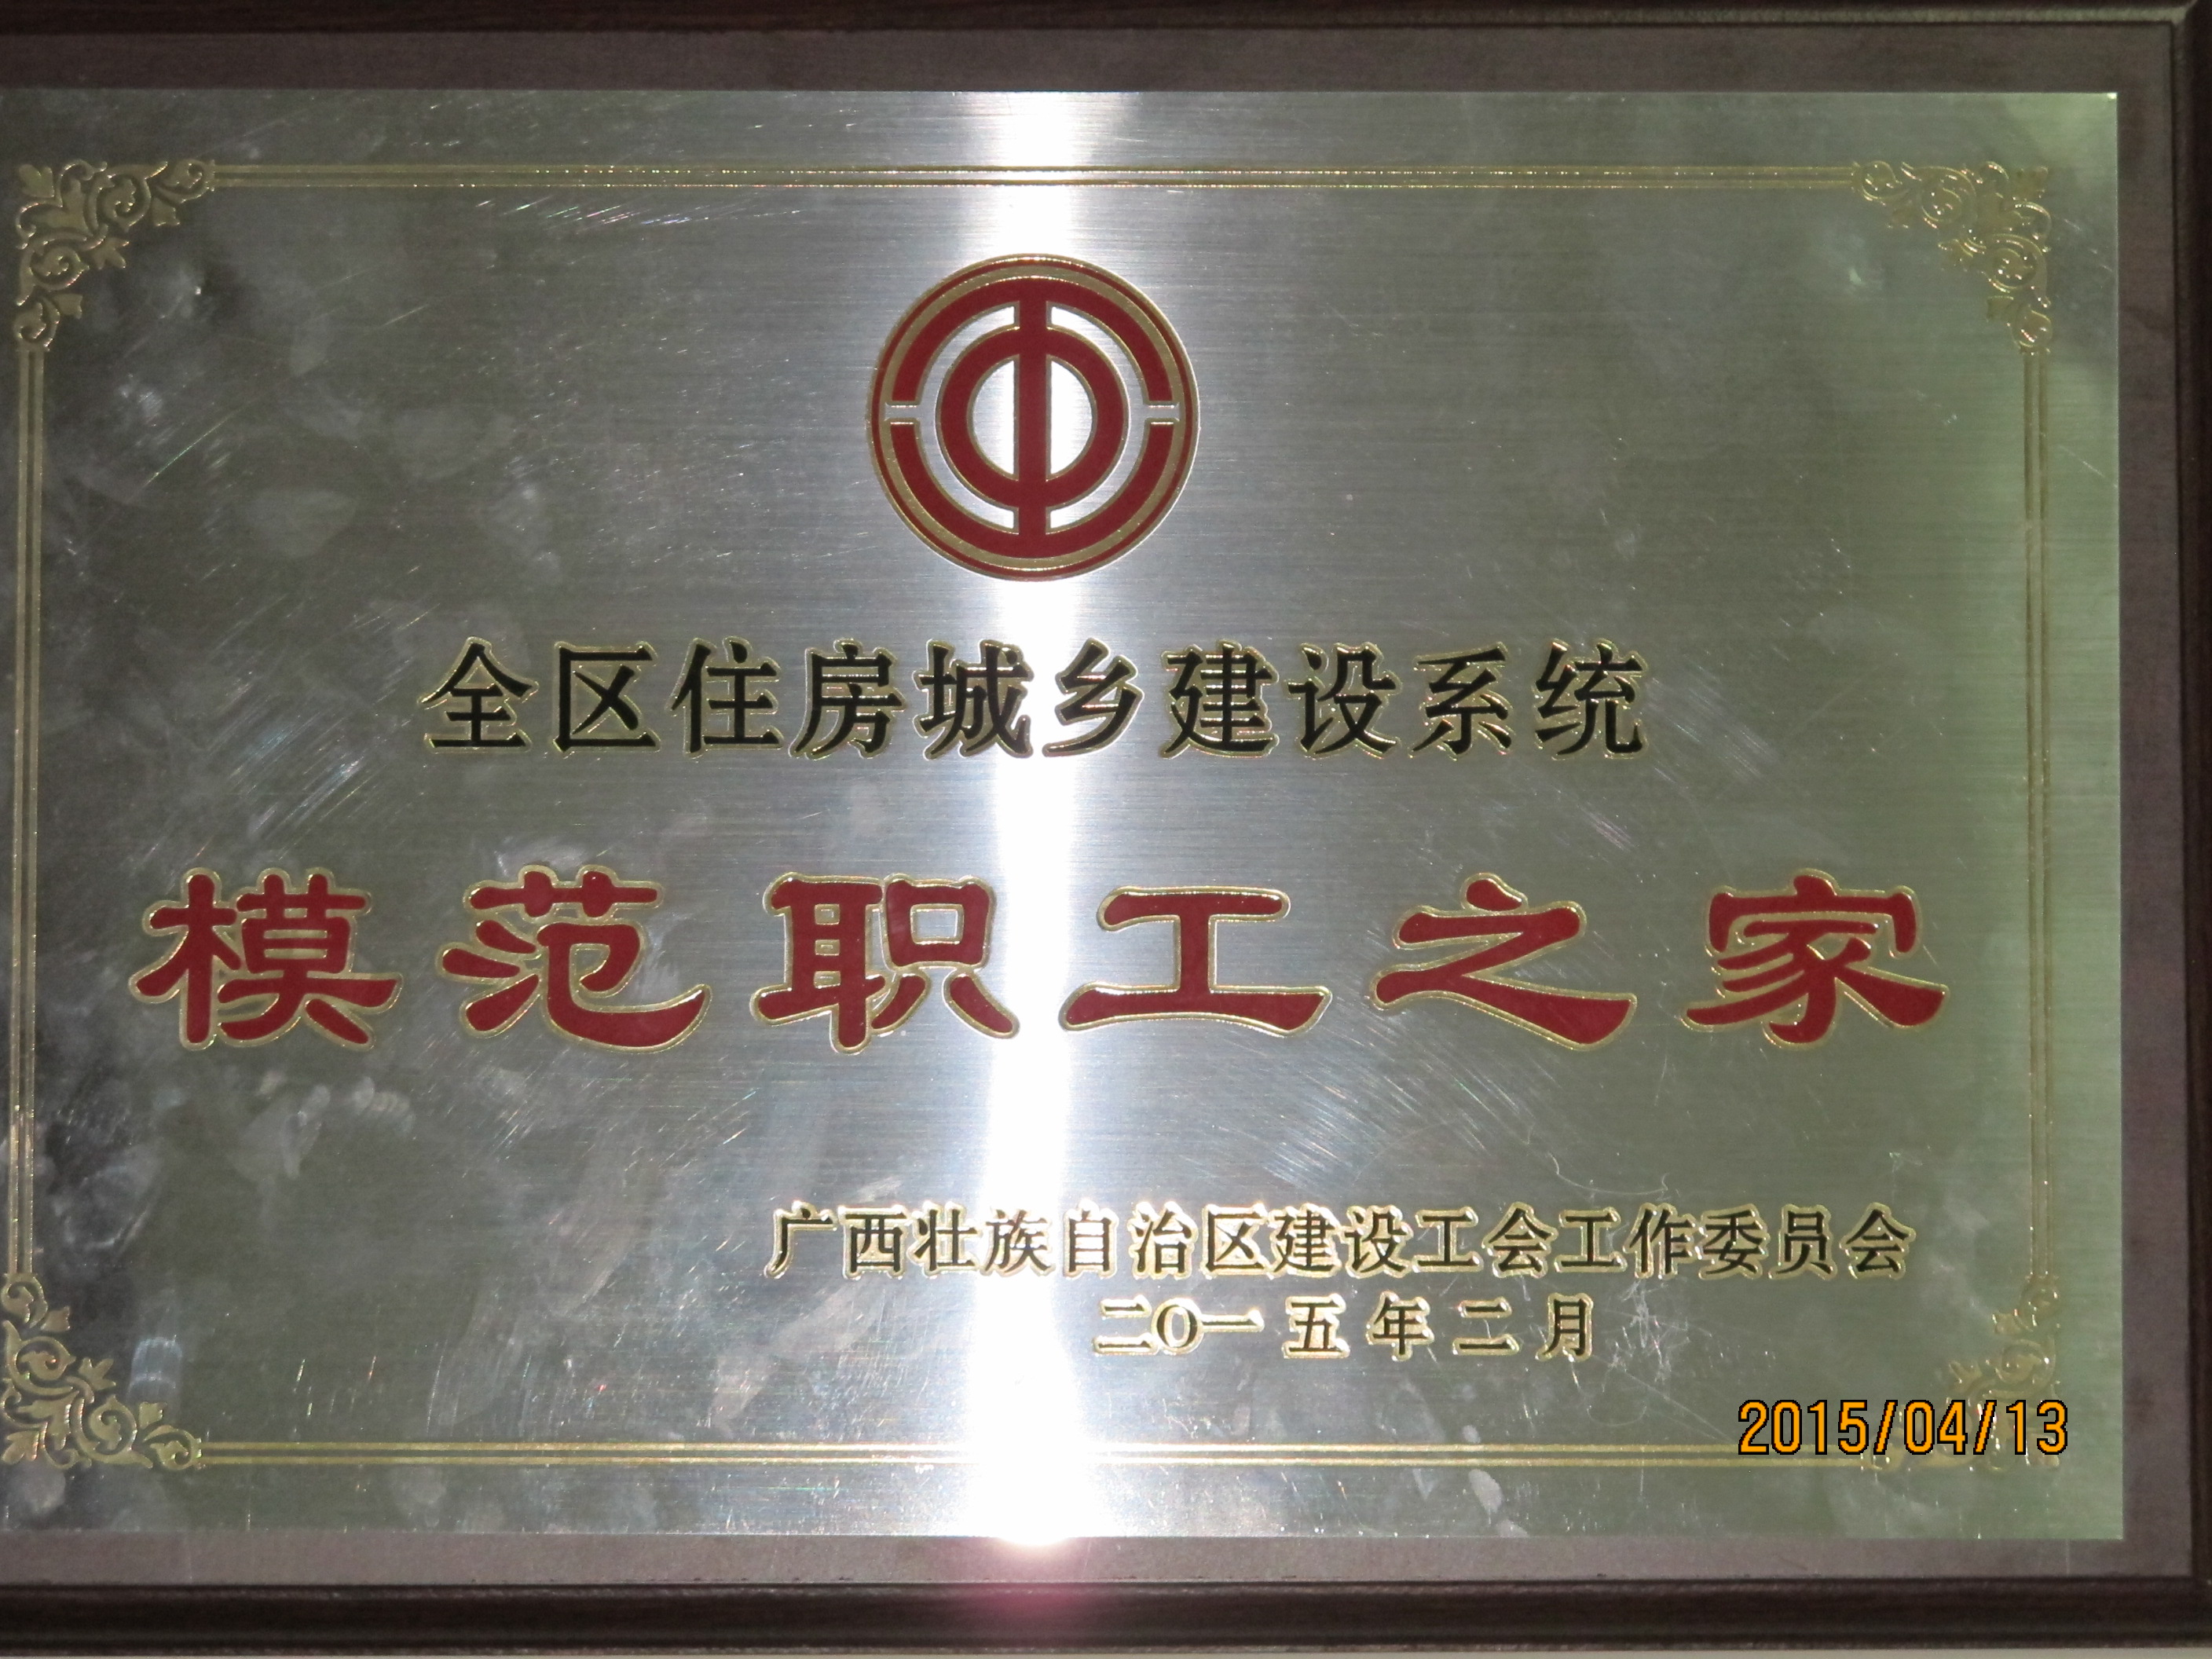 全区住房城乡建设系统
模范职工之家
广西壮族自治区建设工会工作委员会
二〇一五年二月
2015/04/13